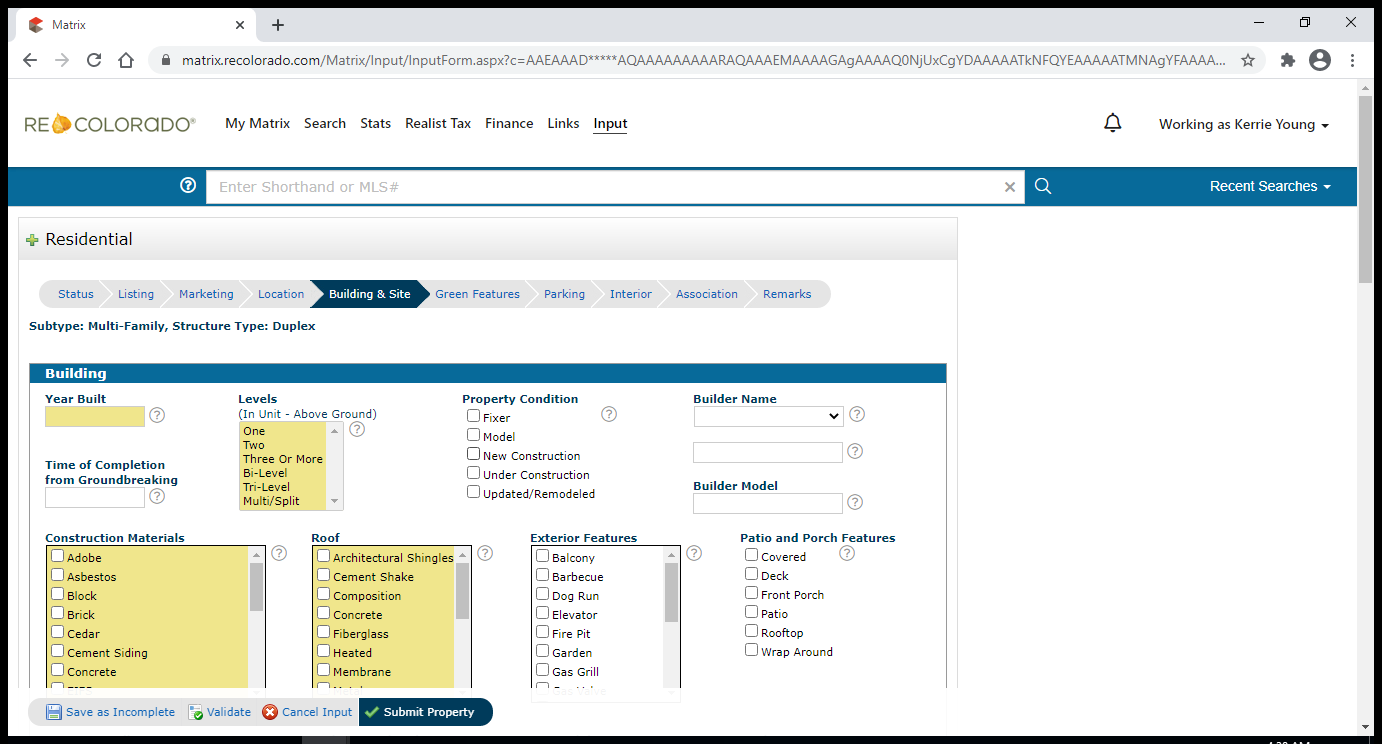 Matrix
matrix.recolorado.com/Matrix/Input/InputForm.aspx?c=AAEAAAD*****AQAAAAAAAAARAQAAAEMAAAAGAgAAAAQ0NjUxCgYDAAAAATkNFQYEAAAAATMNAgYFAAAA...
RECOLORADO®
My Matrix Search Stats Realist Tax Finance Links Input
Working as Kerrie Young
Enter Shorthand or MLS#
Recent Searches
Residential
Status Listing Marketing Location Building & Site Green Features Parking Interior Association Remarks
Subtype: Multi-Family, Structure Type: Duplex
Building
Year Built
Time of Completion
from Groundbreaking
Levels
(In Unit - Above Ground)
One
Two
Three Or More
Bi-Level
Tri-Level
Multi/Split
Property Condition
Fixer
Model
New Construction
Under Construction
Updated/Remodeled
Builder Name
Builder Model
Construction Materials
Adobe
Asbestos
Block
Brick
Cedar
Cement Siding
Concrete
Roof
Architectural Shingles
Cement Shake
Composition
Concrete
Fiberglass
Heated
Membrane
Exterior Features
Balcony
Barbecue
Dog Run
Elevator
Fire Pit
Garden
Gas Grill
Gas Valve
Patio and Porch Features
Covered
Deck
Front Porch
Patio
Rooftop
Wrap Around
Save as Incomplete Validate Cancel Input Submit Property